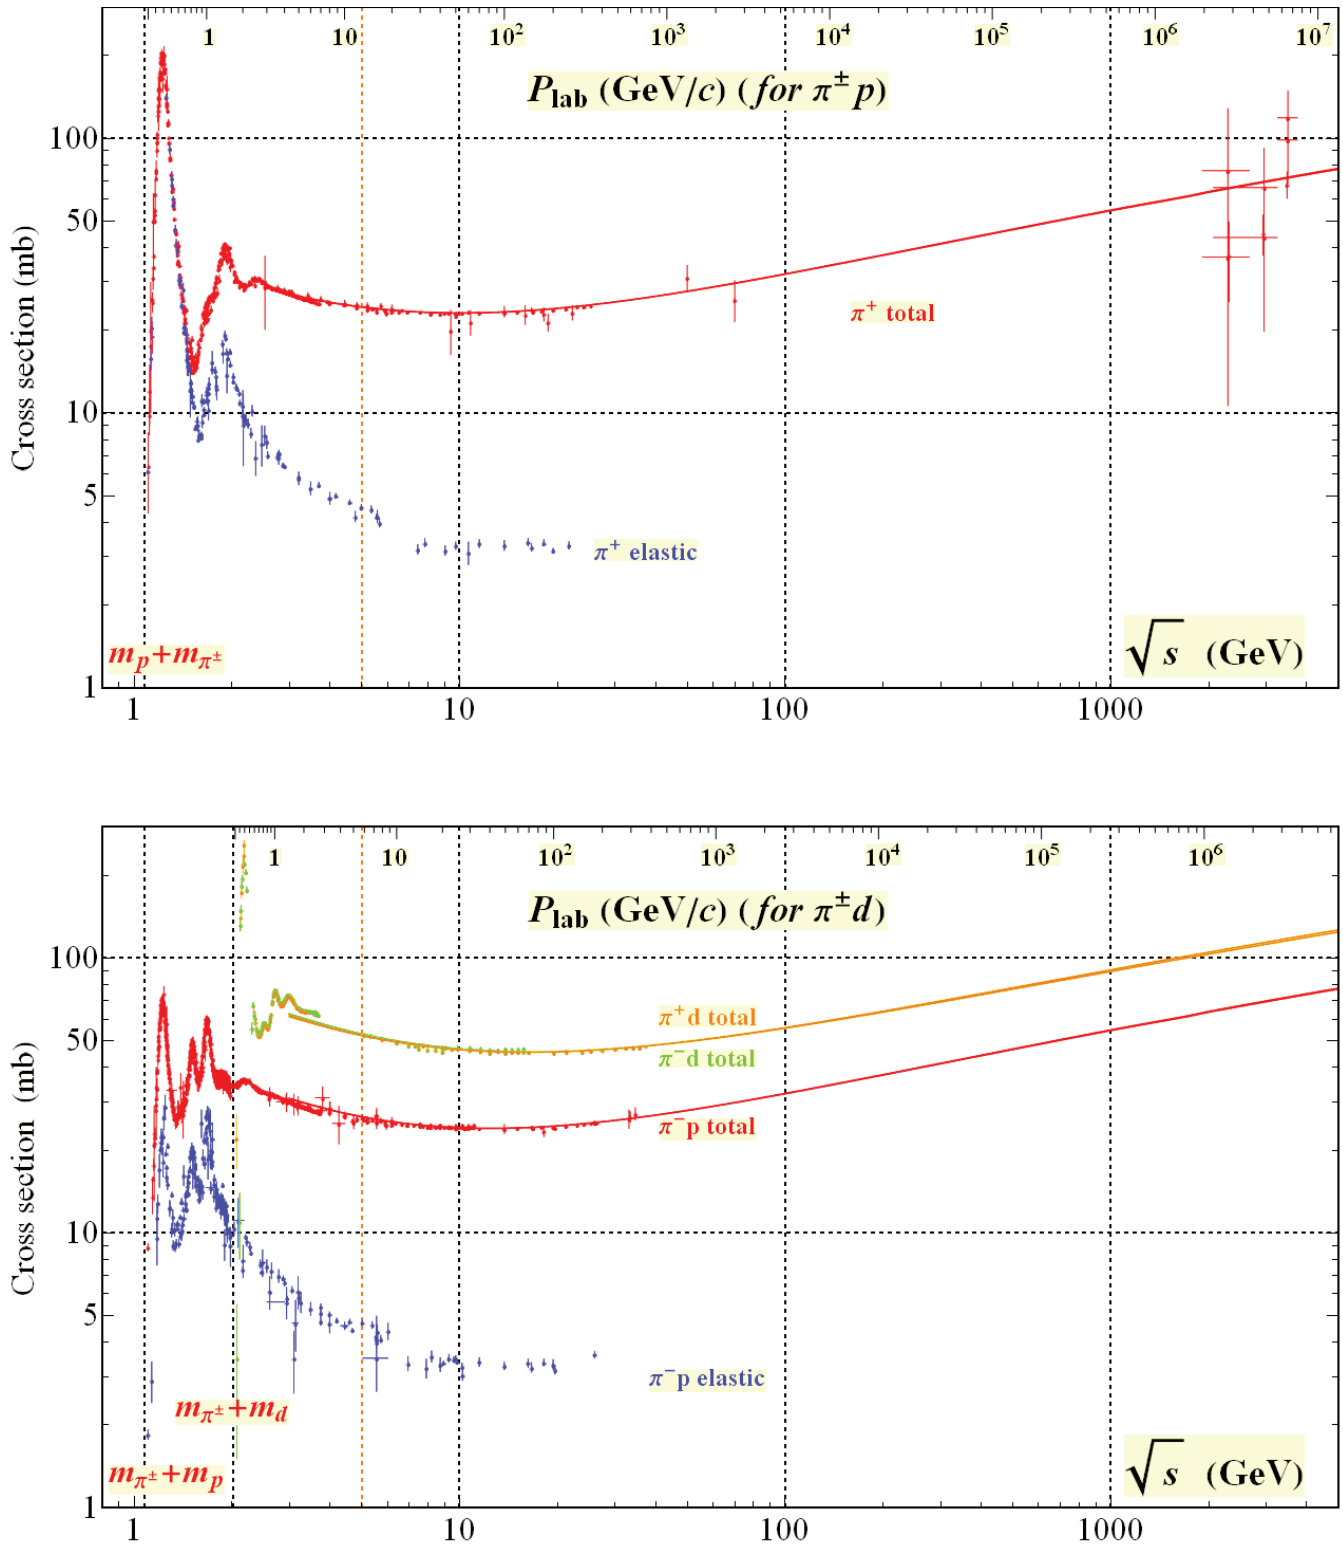 1 10 10² 10³ 10⁴ 10⁵ 10⁶ 10⁷
P_lab (GeV/c) (for π±p)
100
50
π⁺ total
Cross section (mb)
10
5
π⁺ elastic
m_p+m_π±
√s (GeV)
1
1 10 100 1000
1 10 10² 10³ 10⁴ 10⁵ 10⁶
P_lab (GeV/c) (for π±d)
100
π⁺d total
50
π⁻d total
π⁻p total
Cross section (mb)
10
5
π⁻p elastic
m_π±+m_d
m_π±+m_p
√s (GeV)
1
1 10 100 1000